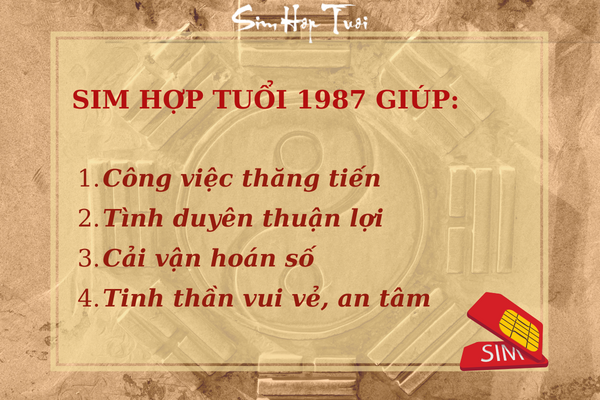 Sim Hợp Tuổi
SIM HỢP TUỔI 1987 GIÚP:
1.Công việc thăng tiến
2.Tình duyên thuận lợi
3.Cải vận hoán số
4.Tinh thần vui vẻ, an tâm
SIM